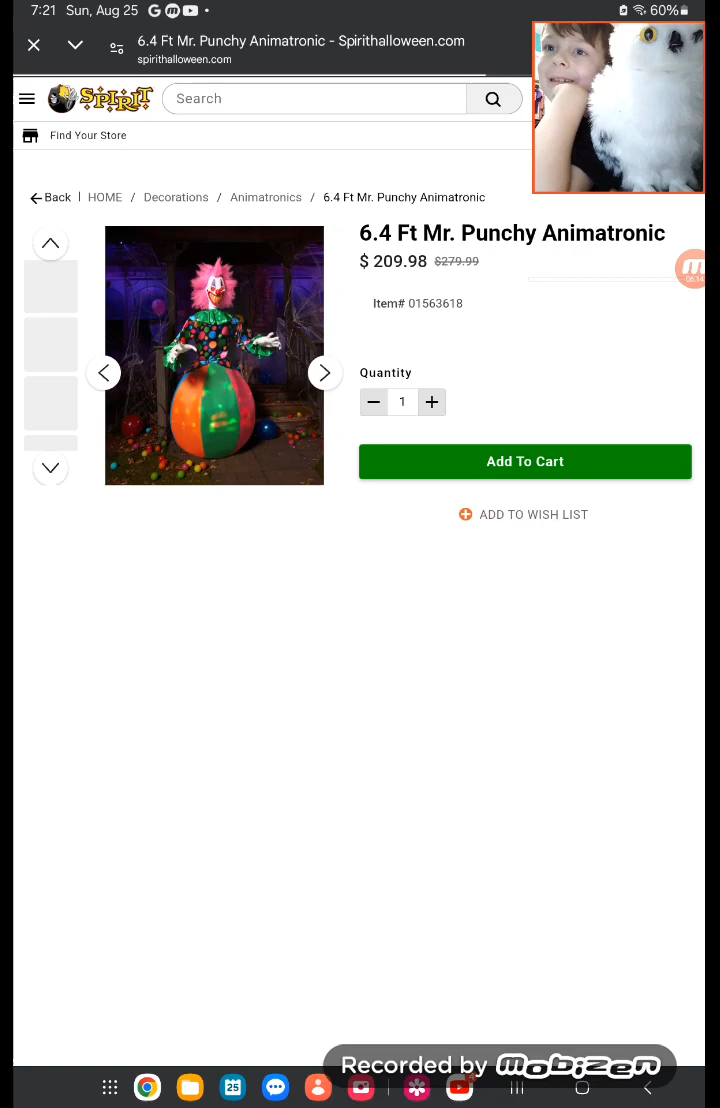 7:21 Sun, Aug 25 G m • 60%
6.4 Ft Mr. Punchy Animatronic - Spirithalloween.com
spirithalloween.com
SPIRIT Search
Find Your Store
Back | HOME / Decorations / Animatronics / 6.4 Ft Mr. Punchy Animatronic
6.4 Ft Mr. Punchy Animatronic
$ 209.98 $279.99
m
06:14
Item# 01563618
Quantity
1
Add To Cart
ADD TO WISH LIST
Recorded by mobizen
25